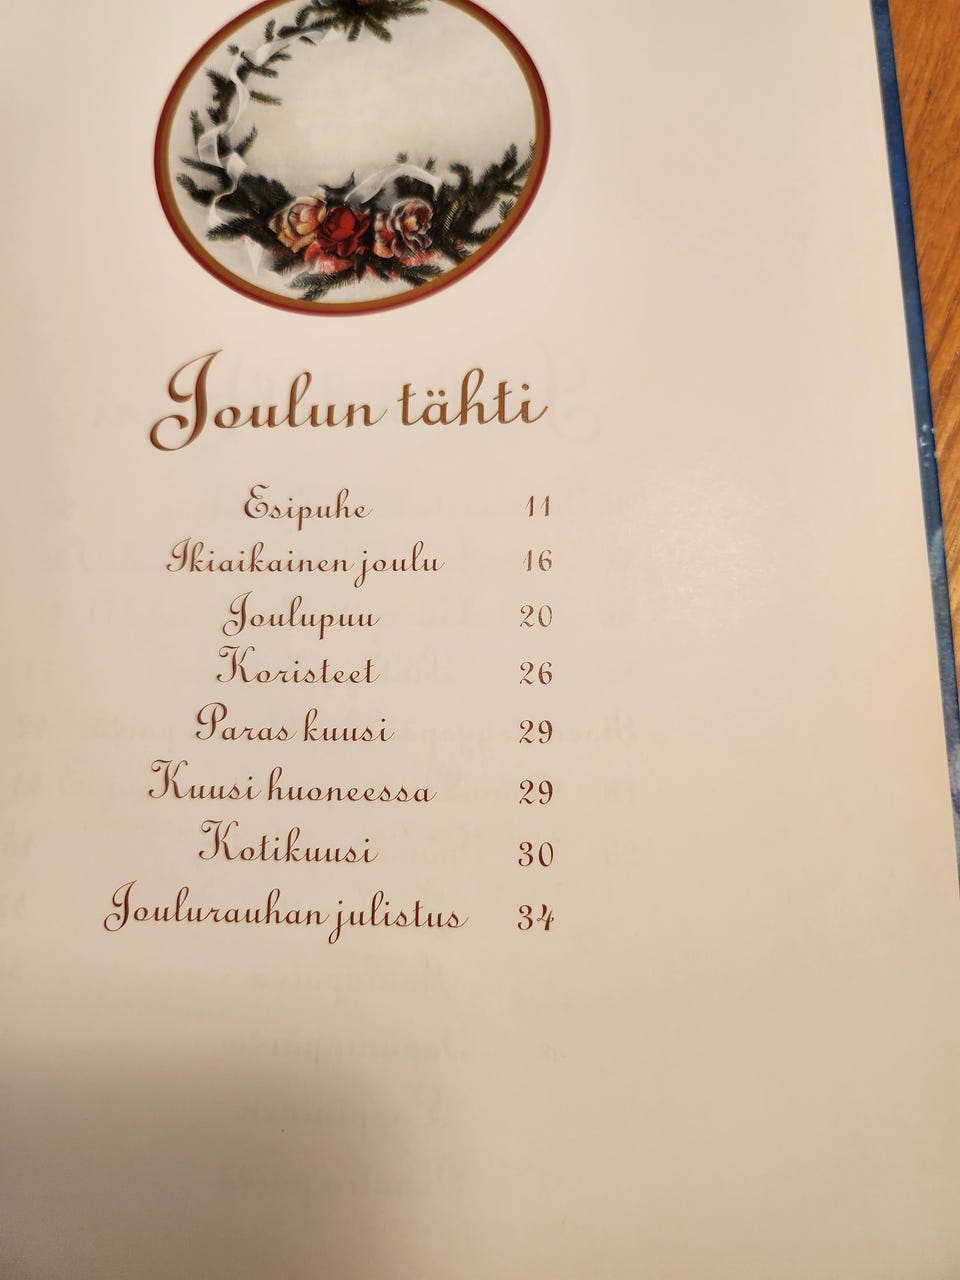 Joulun tähti
Esipuhe 11
Ikiaikainen joulu 16
Joulupuu 20
Koristeet 26
Paras kuusi 29
Kuusi huoneessa 29
Kotikuusi 30
Joulurauhan julistus 34